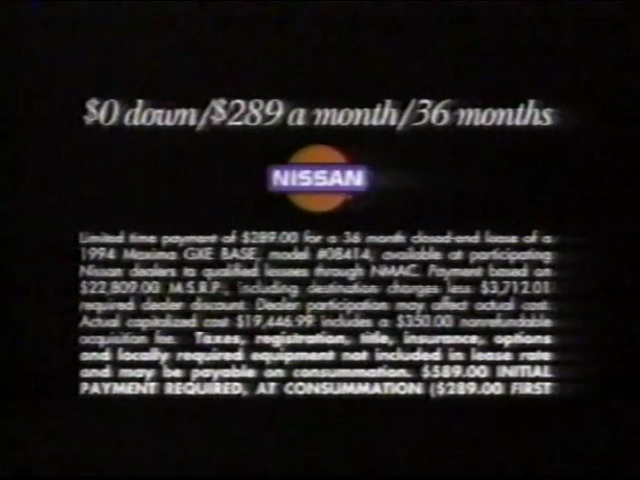 $0 down/$289 a month/36 months
NISSAN
Limited time payment of $289.00 for a 36 month closed-end lease of a
1994 Maxima GXE BASE, model #08414, available at participating
Nissan dealers to qualified lessees through NMAC. Payment based on
$22,809.00 M.S.R.P., including destination charges less $3,712.01
required dealer discount. Dealer participation may affect actual cost.
Actual capitalized cost $19,446.99 includes a $350.00 nonrefundable
acquisition fee. Taxes, registration, title, insurance, options
and locally required equipment not included in lease rate
and may be payable on consummation. $589.00 INITIAL
PAYMENT REQUIRED, AT CONSUMMATION ($289.00 FIRST